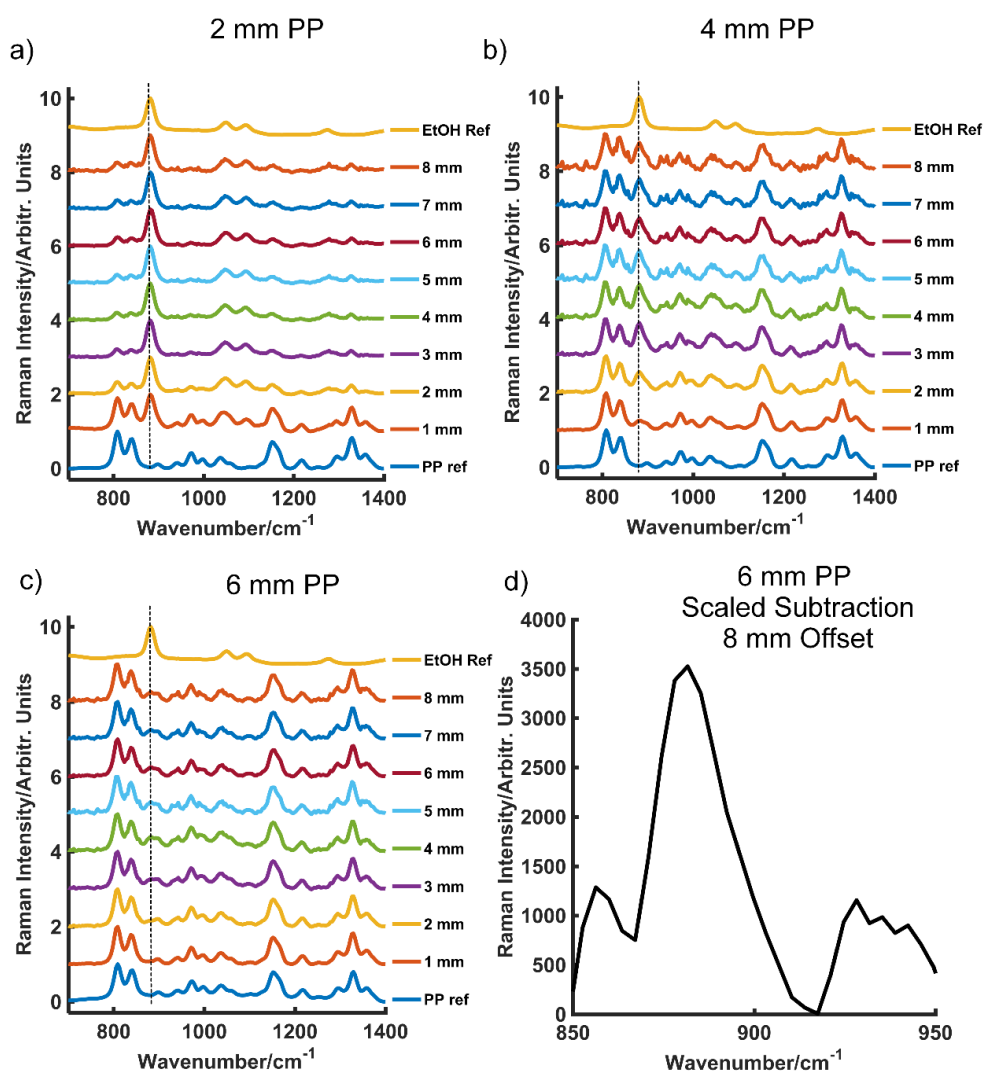 a)
2 mm PP
Raman Intensity/Arbitr. Units
10
8
6
4
2
0
EtOH Ref
8 mm
7 mm
6 mm
5 mm
4 mm
3 mm
2 mm
1 mm
PP ref
800
1000
1200
1400
Wavenumber/cm⁻¹
b)
4 mm PP
Raman Intensity/Arbitr. Units
10
8
6
4
2
0
EtOH Ref
8 mm
7 mm
6 mm
5 mm
4 mm
3 mm
2 mm
1 mm
PP ref
800
1000
1200
1400
Wavenumber/cm⁻¹
c)
6 mm PP
Raman Intensity/Arbitr. Units
10
8
6
4
2
0
EtOH Ref
8 mm
7 mm
6 mm
5 mm
4 mm
3 mm
2 mm
1 mm
PP ref
800
1000
1200
1400
Wavenumber/cm⁻¹
d)
6 mm PP
Scaled Subtraction
8 mm Offset
Raman Intensity/Arbitr. Units
4000
3500
3000
2500
2000
1500
1000
500
0
850
900
950
Wavenumber/cm⁻¹